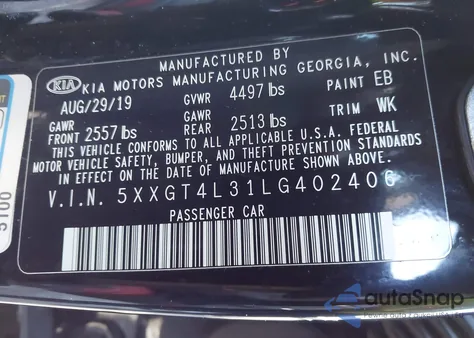 MANUFACTURED BY
KIA KIA MOTORS MANUFACTURING GEORGIA, INC.
AUG/29/19 GVWR 4497 lbs PAINT EB
GAWR FRONT 2557 lbs GAWR REAR 2513 lbs TRIM WK
THIS VEHICLE CONFORMS TO ALL APPLICABLE U.S.A. FEDERAL
MOTOR VEHICLE SAFETY, BUMPER, AND THEFT PREVENTION STANDARDS
IN EFFECT ON THE DATE OF MANUFACTURE SHOWN ABOVE.
V.I.N. 5XXGT4L31LG402406
PASSENGER CAR
5100
autoSnap